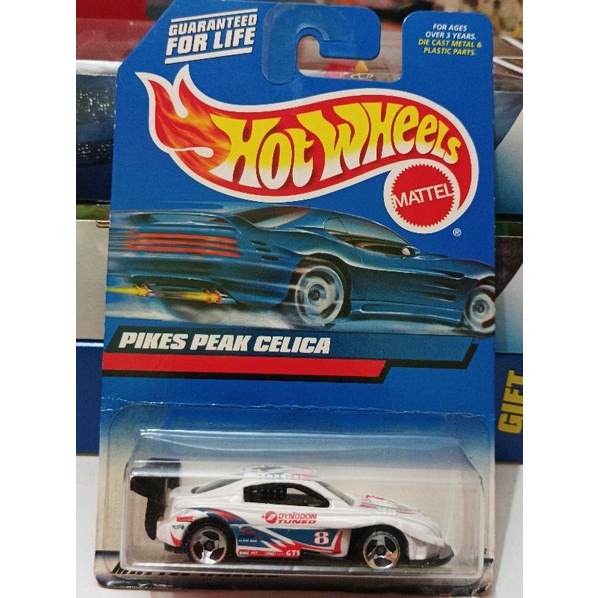 GUARANTEED
FOR LIFE
FOR AGES
OVER 3 YEARS.
DIE CAST METAL &
PLASTIC PARTS.
HOT WHEELS
MATTEL
®
PIKES PEAK CELICA
GIFT
DYNODON
TUNED
8
GTS